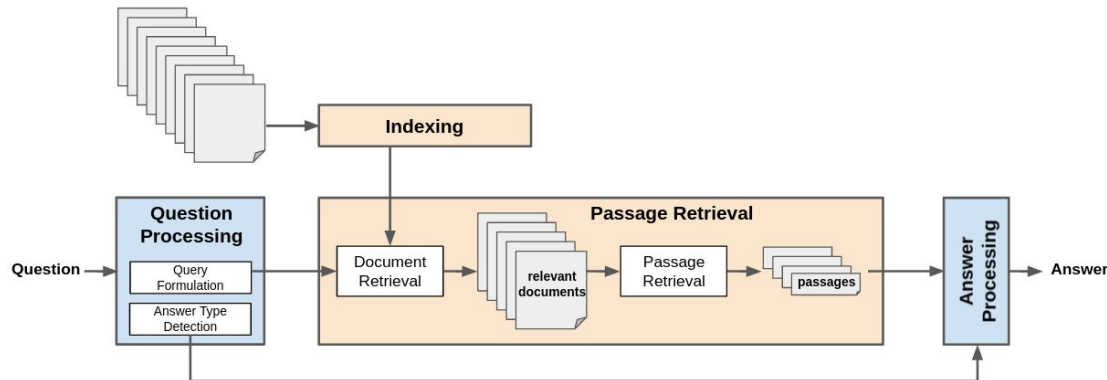 Indexing
Question
Question
Processing
Query
Formulation
Answer Type
Detection
Passage Retrieval
Document
Retrieval
relevant
documents
Passage
Retrieval
passages
Answer
Processing
Answer